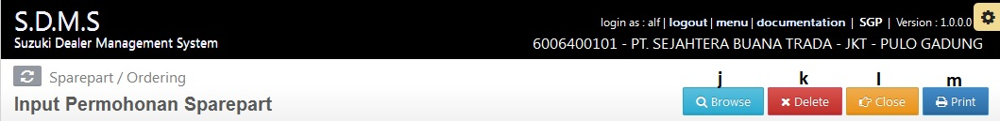 S.D.M.S
Suzuki Dealer Management System
login as : alf | logout | menu | documentation | SGP | Version : 1.0.0.0
6006400101 - PT. SEJAHTERA BUANA TRADA - JKT - PULO GADUNG
Sparepart / Ordering
Input Permohonan Sparepart
j k l m
Browse Delete Close Print